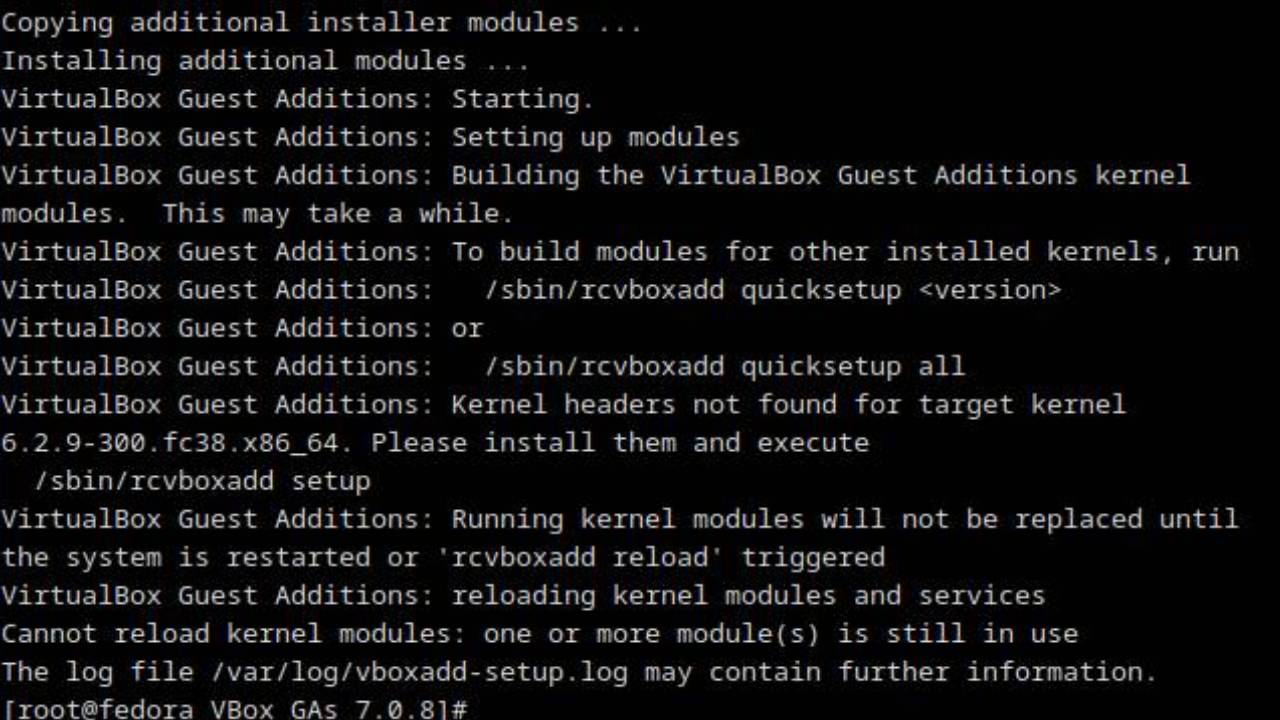 Copying additional installer modules ...
Installing additional modules ...
VirtualBox Guest Additions: Starting.
VirtualBox Guest Additions: Setting up modules
VirtualBox Guest Additions: Building the VirtualBox Guest Additions kernel
modules.  This may take a while.
VirtualBox Guest Additions: To build modules for other installed kernels, run
VirtualBox Guest Additions:   /sbin/rcvboxadd quicksetup <version>
VirtualBox Guest Additions: or
VirtualBox Guest Additions:   /sbin/rcvboxadd quicksetup all
VirtualBox Guest Additions: Kernel headers not found for target kernel
6.2.9-300.fc38.x86_64. Please install them and execute
  /sbin/rcvboxadd setup
VirtualBox Guest Additions: Running kernel modules will not be replaced until
the system is restarted or 'rcvboxadd reload' triggered
VirtualBox Guest Additions: reloading kernel modules and services
Cannot reload kernel modules: one or more module(s) is still in use
The log file /var/log/vboxadd-setup.log may contain further information.
[root@fedora VBox_GAs_7.0.8]#